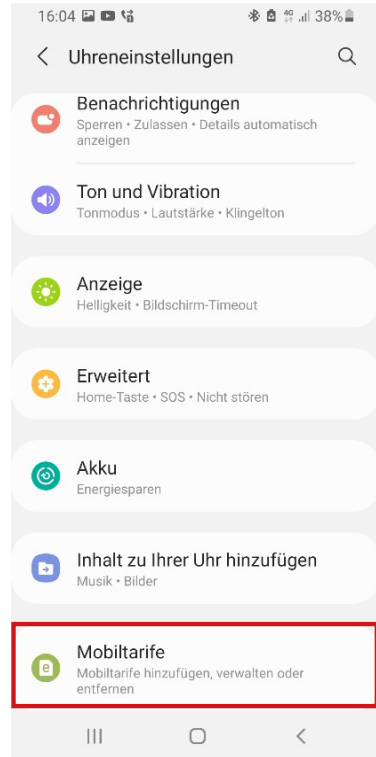 16:04 4G 38%
Uhreneinstellungen
Benachrichtigungen
Sperren • Zulassen • Details automatisch
anzeigen
Ton und Vibration
Tonmodus • Lautstärke • Klingelton
Anzeige
Helligkeit • Bildschirm-Timeout
Erweitert
Home-Taste • SOS • Nicht stören
Akku
Energiesparen
Inhalt zu Ihrer Uhr hinzufügen
Musik • Bilder
e
Mobiltarife
Mobiltarife hinzufügen, verwalten oder
entfernen